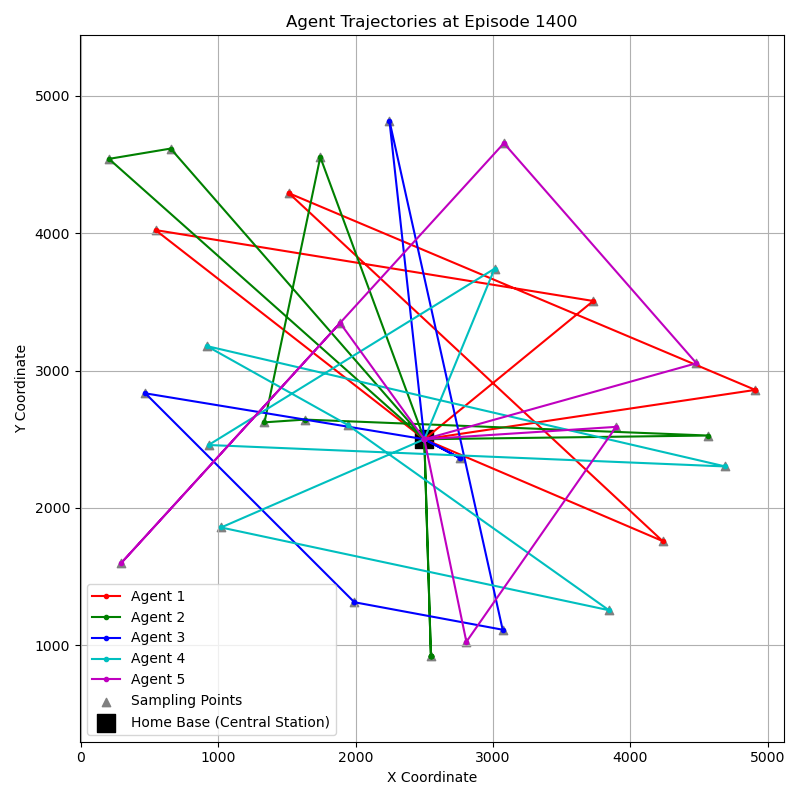 Agent Trajectories at Episode 1400
Y Coordinate
5000
4000
3000
2000
1000
0
1000
2000
3000
4000
5000
X Coordinate
Agent 1
Agent 2
Agent 3
Agent 4
Agent 5
Sampling Points
Home Base (Central Station)